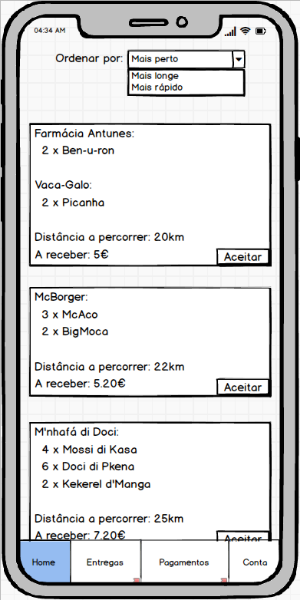 04:34 AM
Ordenar por: Mais perto
Mais longe
Mais rápido
Farmácia Antunes:
2 x Ben-u-ron
Vaca-Galo:
2 x Picanha
Distância a percorrer: 20km
A receber: 5€ Aceitar
McBorger:
3 x McAco
2 x BigMoca
Distância a percorrer: 22km
A receber: 5.20€ Aceitar
M'nhafá di Doci:
4 x Mossi di Kasa
6 x Doci di Pkena
2 x Kekerel d'Manga
Distância a percorrer: 25km
A receber: 7.20€ Aceitar
Home Entregas Pagamentos Conta